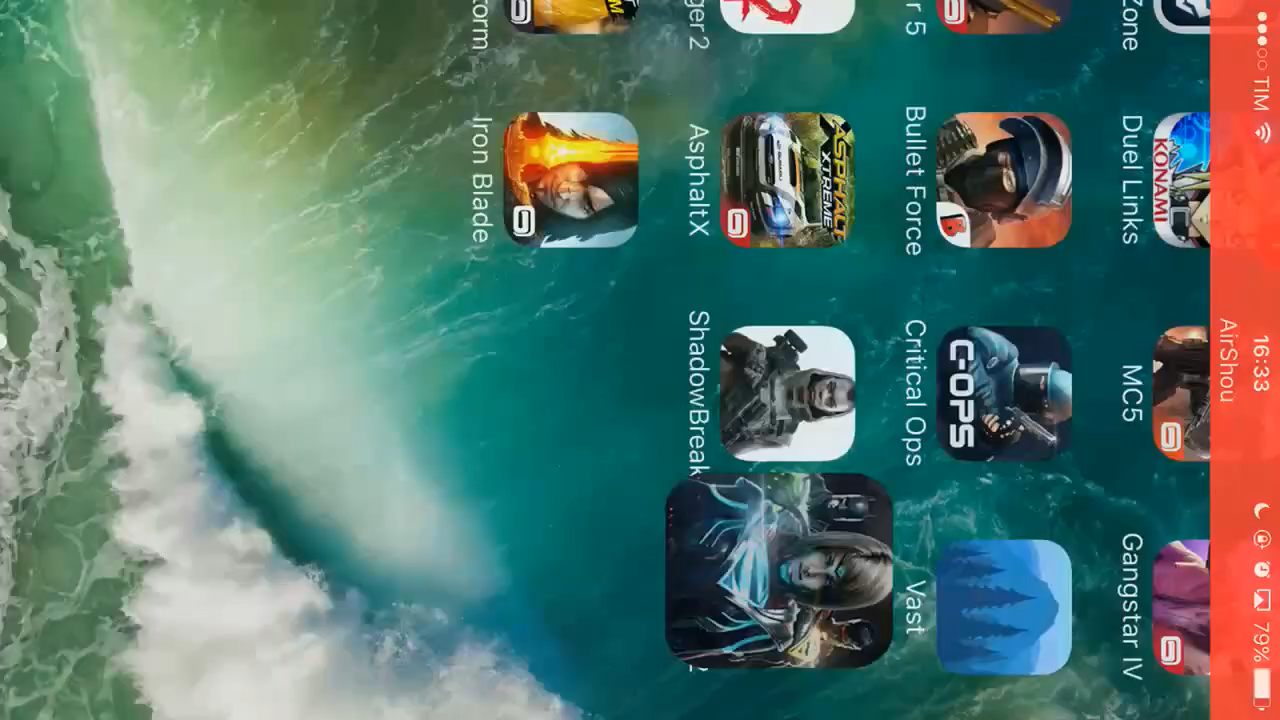 TIM 16:33 79%
AirShou
KONAMI
Zone
Duel Links
MC5
Gangstar IV
r 5
Bullet Force
C-OPS
Critical Ops
Vast
ger2
ASPHALT
XTREME
AsphaltX
ShadowBreak
2
torm
Iron Blade